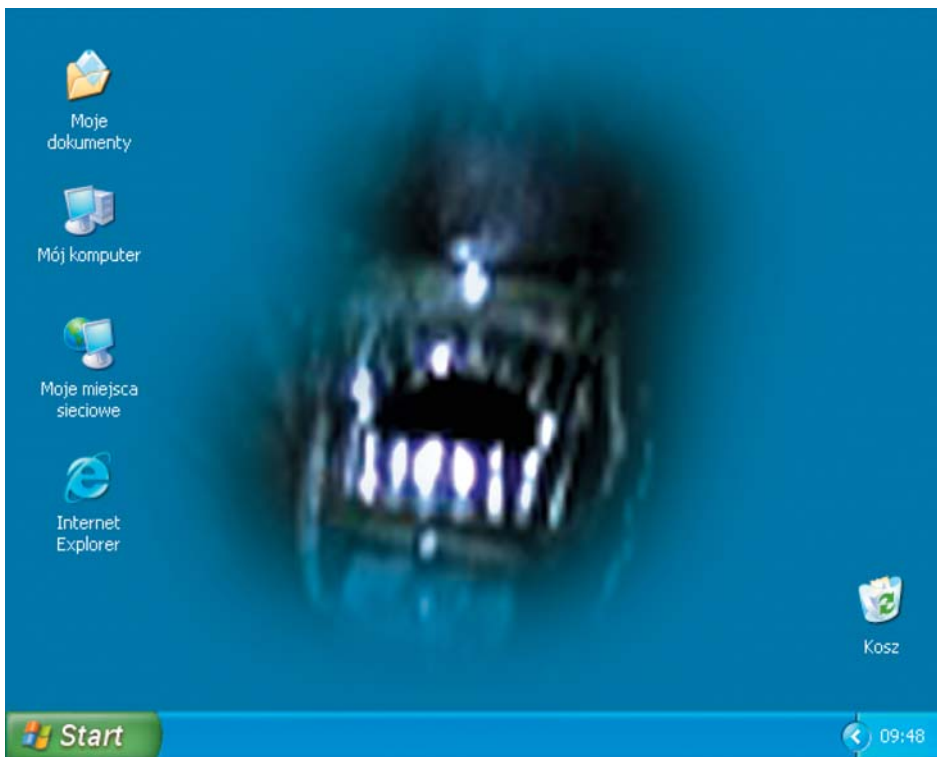 Moje
dokumenty
Mój komputer
Moje miejsca
sieciowe
Internet
Explorer
Kosz
Start
09:48